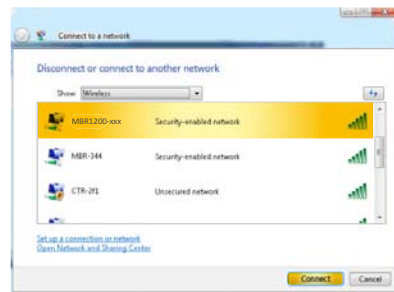 Connect to a network
Disconnect or connect to another network
Show Wireless
MBR1200-xxx Security-enabled network
MBR-344 Security-enabled network
CTR-2f1 Unsecured network
Set up a connection or network
Open Network and Sharing Center
Connect Cancel